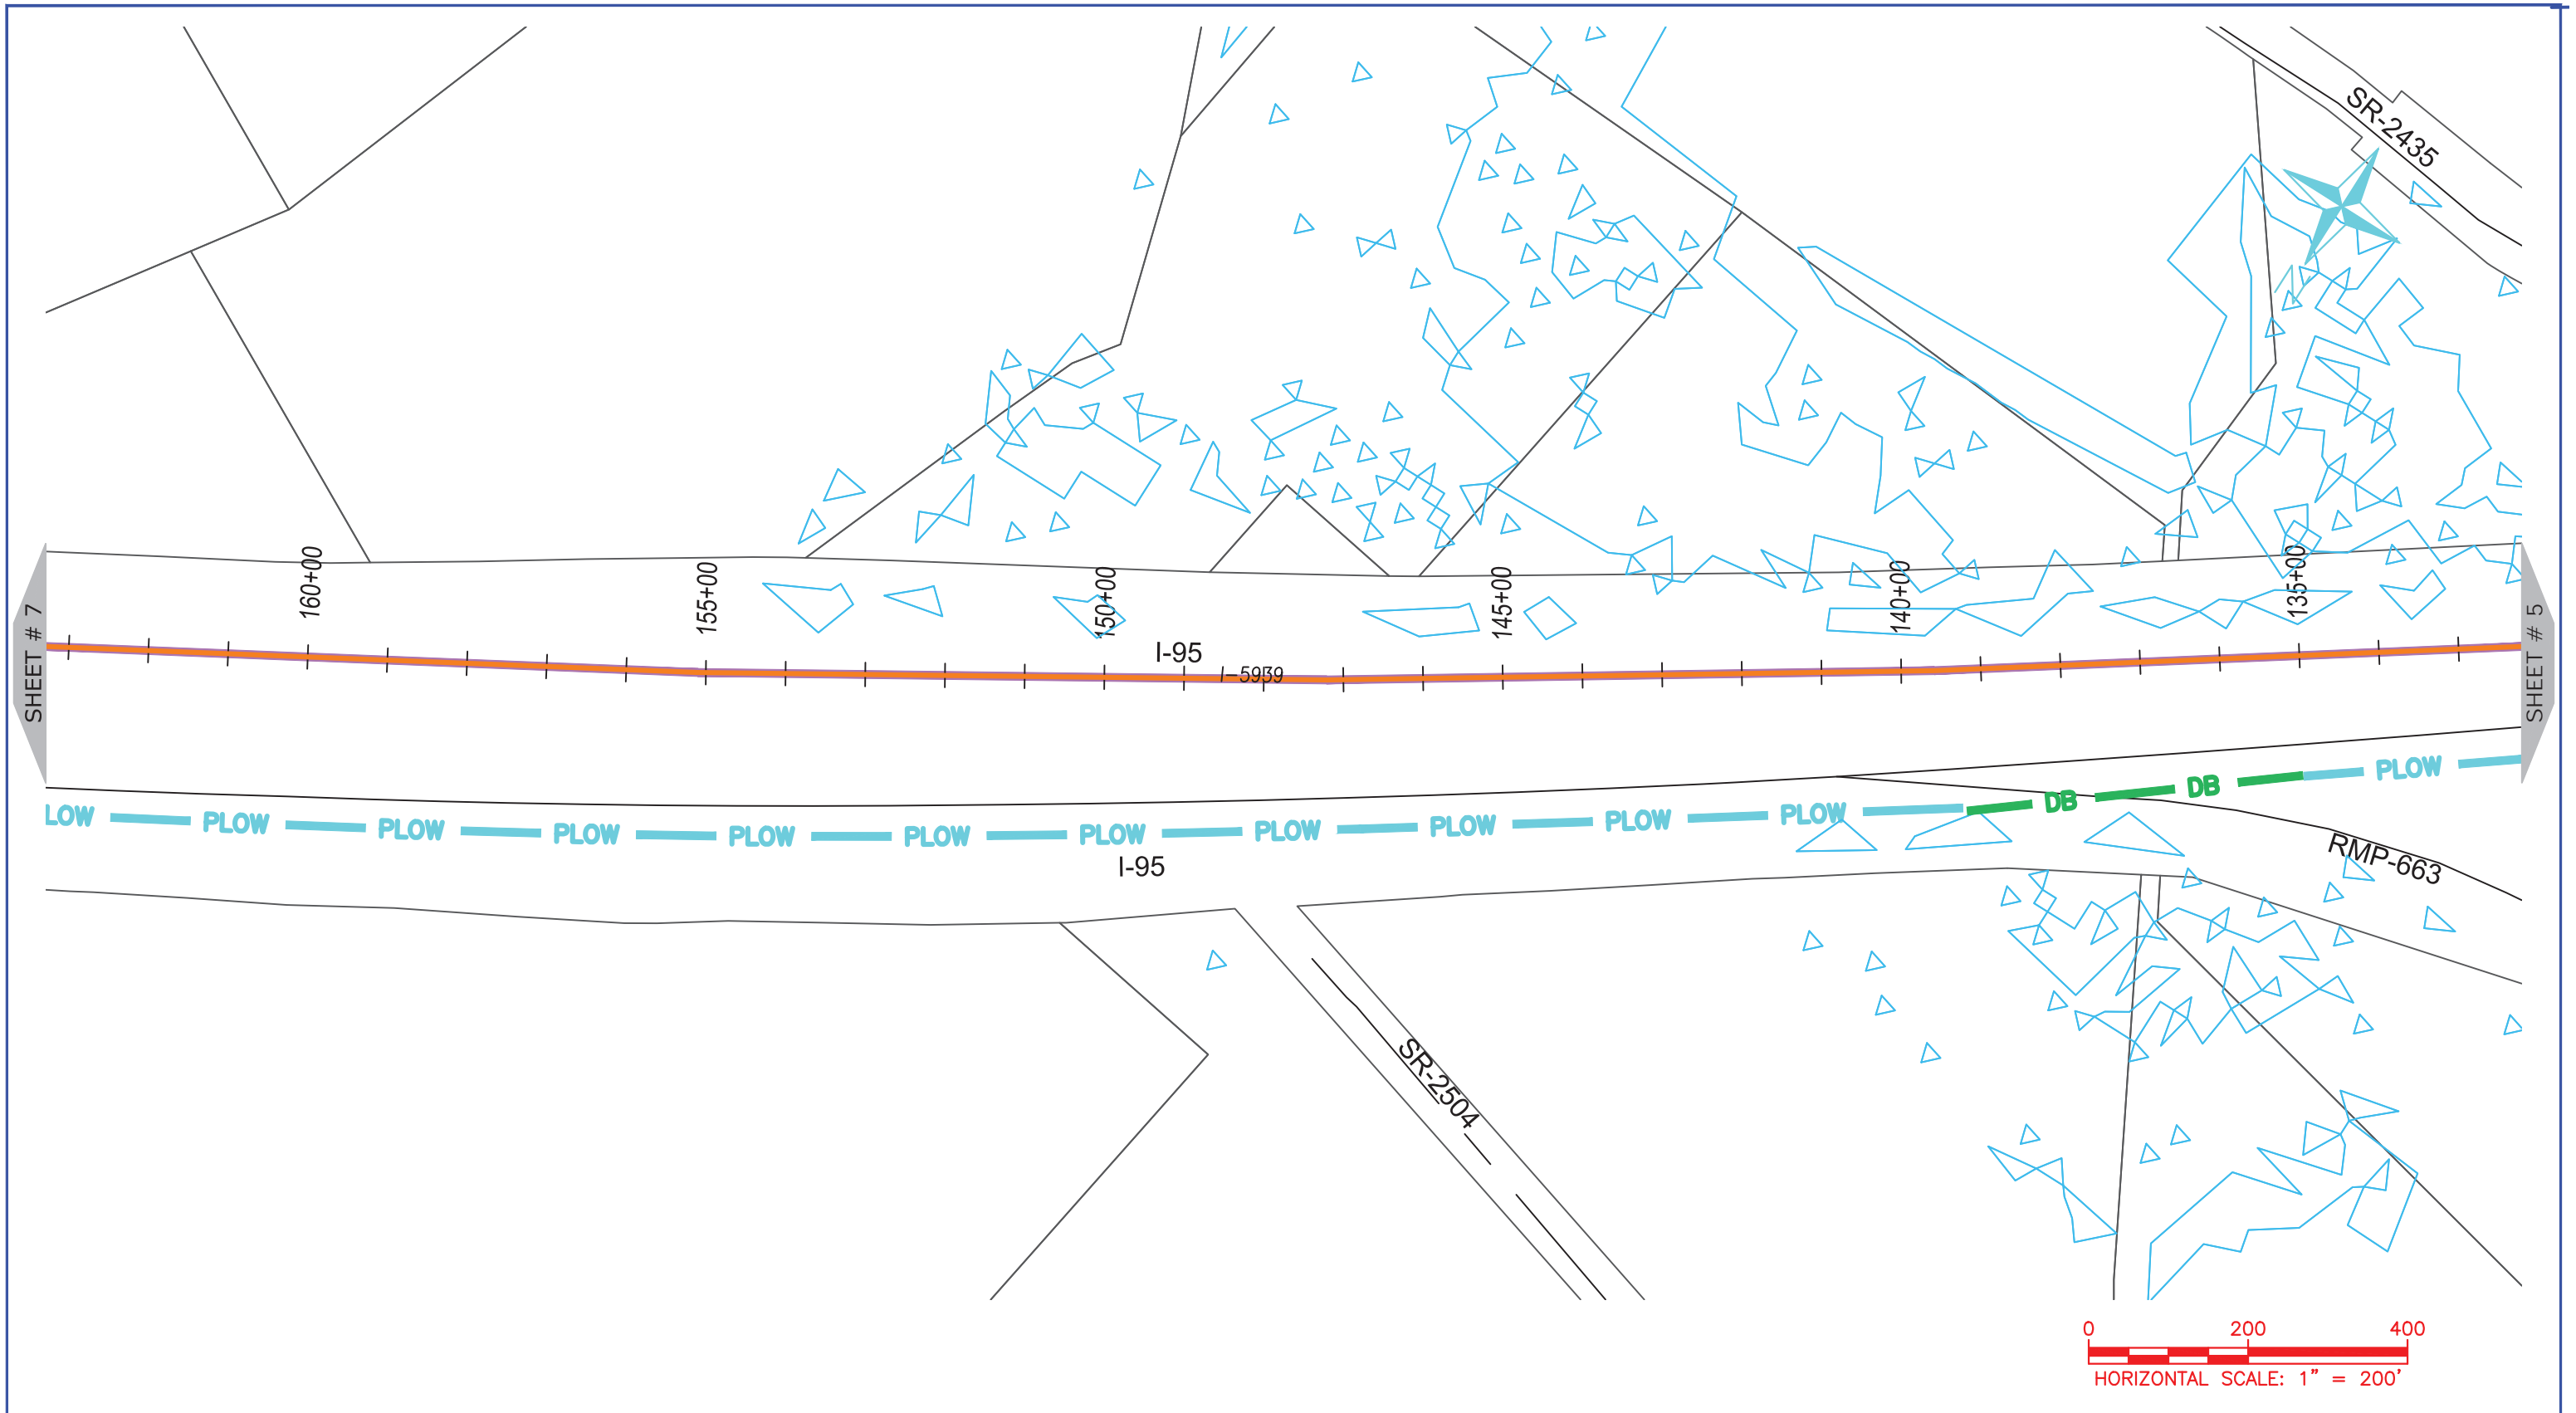 SR-2435
160+00
155+00
150+00
145+00
140+00
135+00
SHEET # 7
SHEET # 5
I-95
I-5939
LOW PLOW PLOW PLOW PLOW PLOW PLOW PLOW PLOW PLOW PLOW DB DB PLOW
I-95
RMP-663
SR-2504
0 200 400
HORIZONTAL SCALE: 1” = 200’